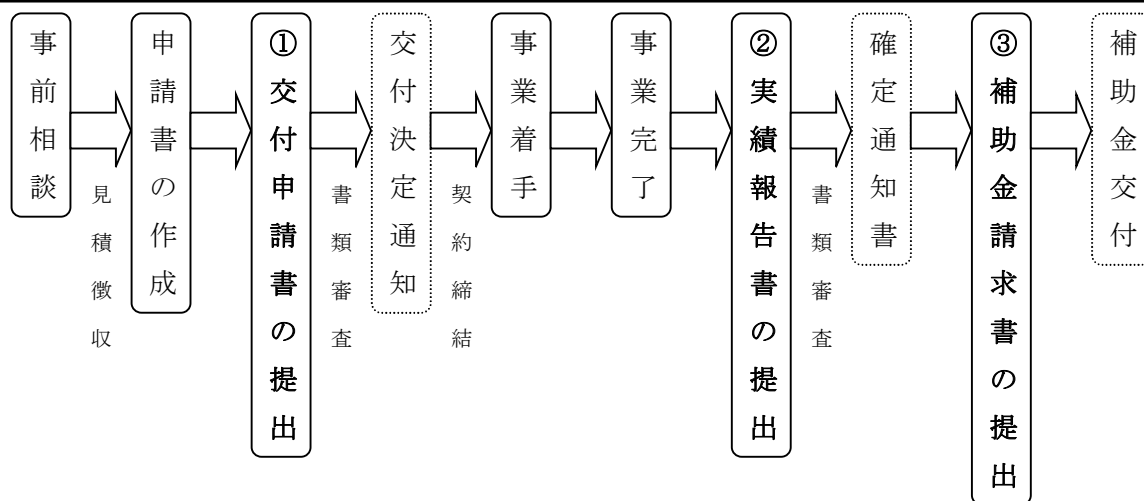 事前相談
見積徴収
申請書の作成
①交付申請書の提出
書類審査
交付決定通知
契約締結
事業着手
事業完了
②実績報告書の提出
書類審査
確定通知書
③補助金請求書の提出
補助金交付